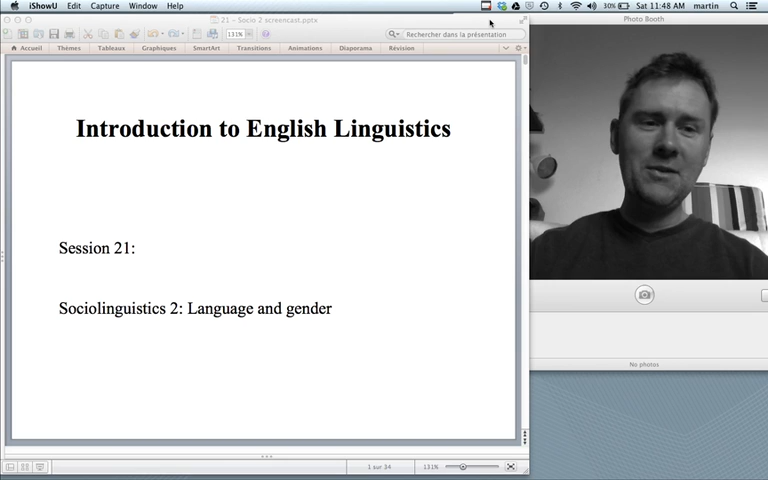 iShowU Edit Capture Window Help 30% Sat 11:48 AM martin
21 – Socio 2 screencast.pptx
Photo Booth
131% Rechercher dans la présentation
Accueil Thèmes Tableaux Graphiques SmartArt Transitions Animations Diaporama Révision
Introduction to English Linguistics
Session 21:
Sociolinguistics 2: Language and gender
No photos
1 sur 34 131%